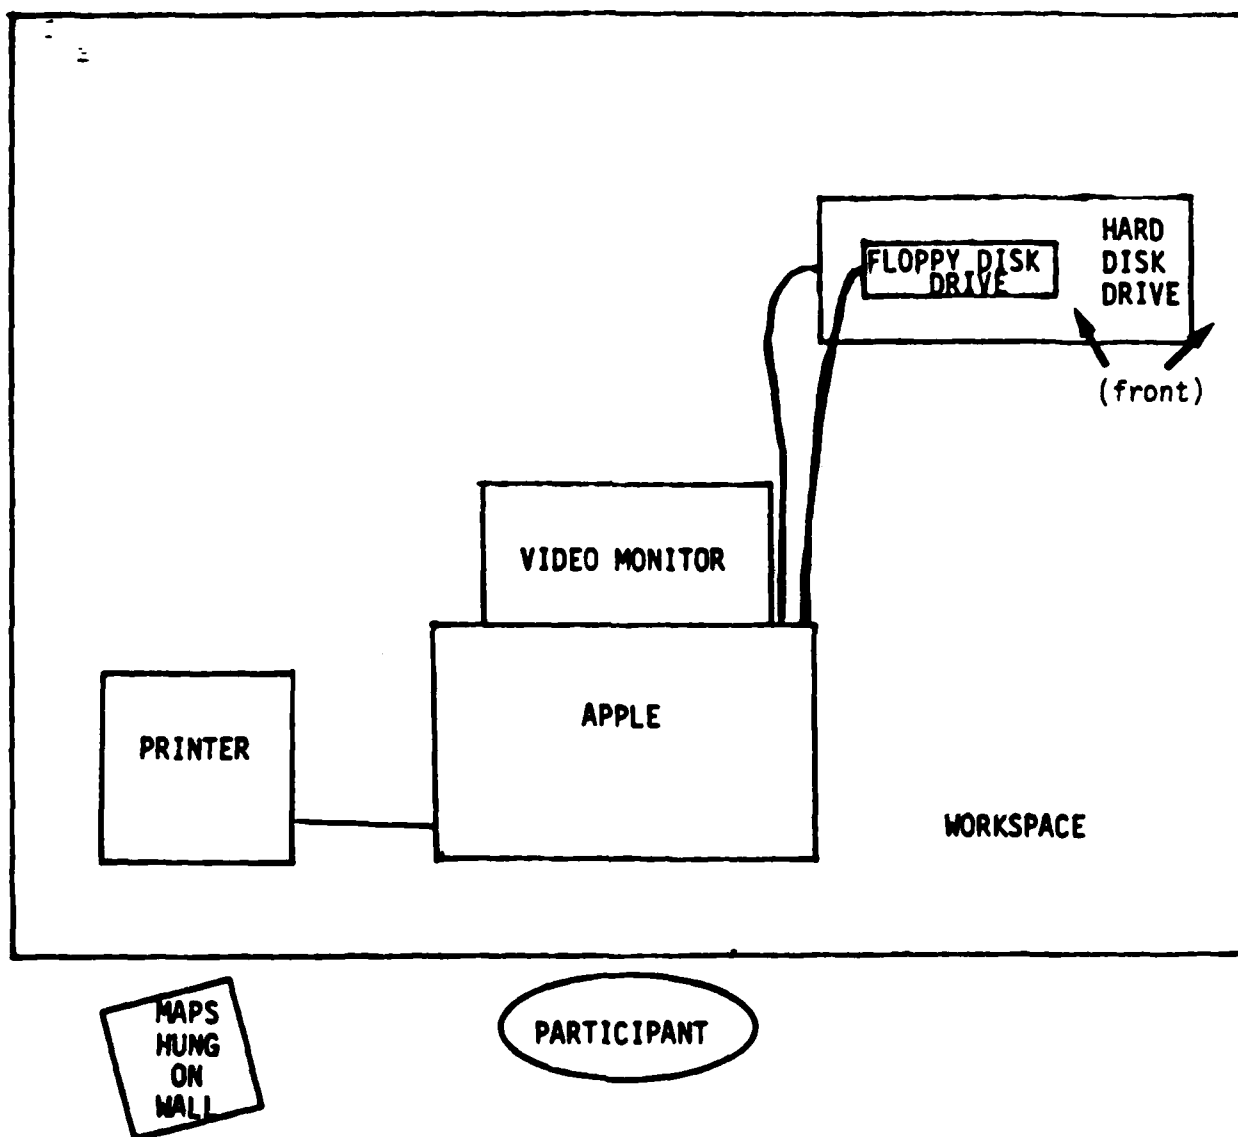 HARD
DISK
DRIVE
FLOPPY DISK
DRIVE
(front)
VIDEO MONITOR
APPLE
PRINTER
WORKSPACE
MAPS
HUNG
ON
WALL
PARTICIPANT